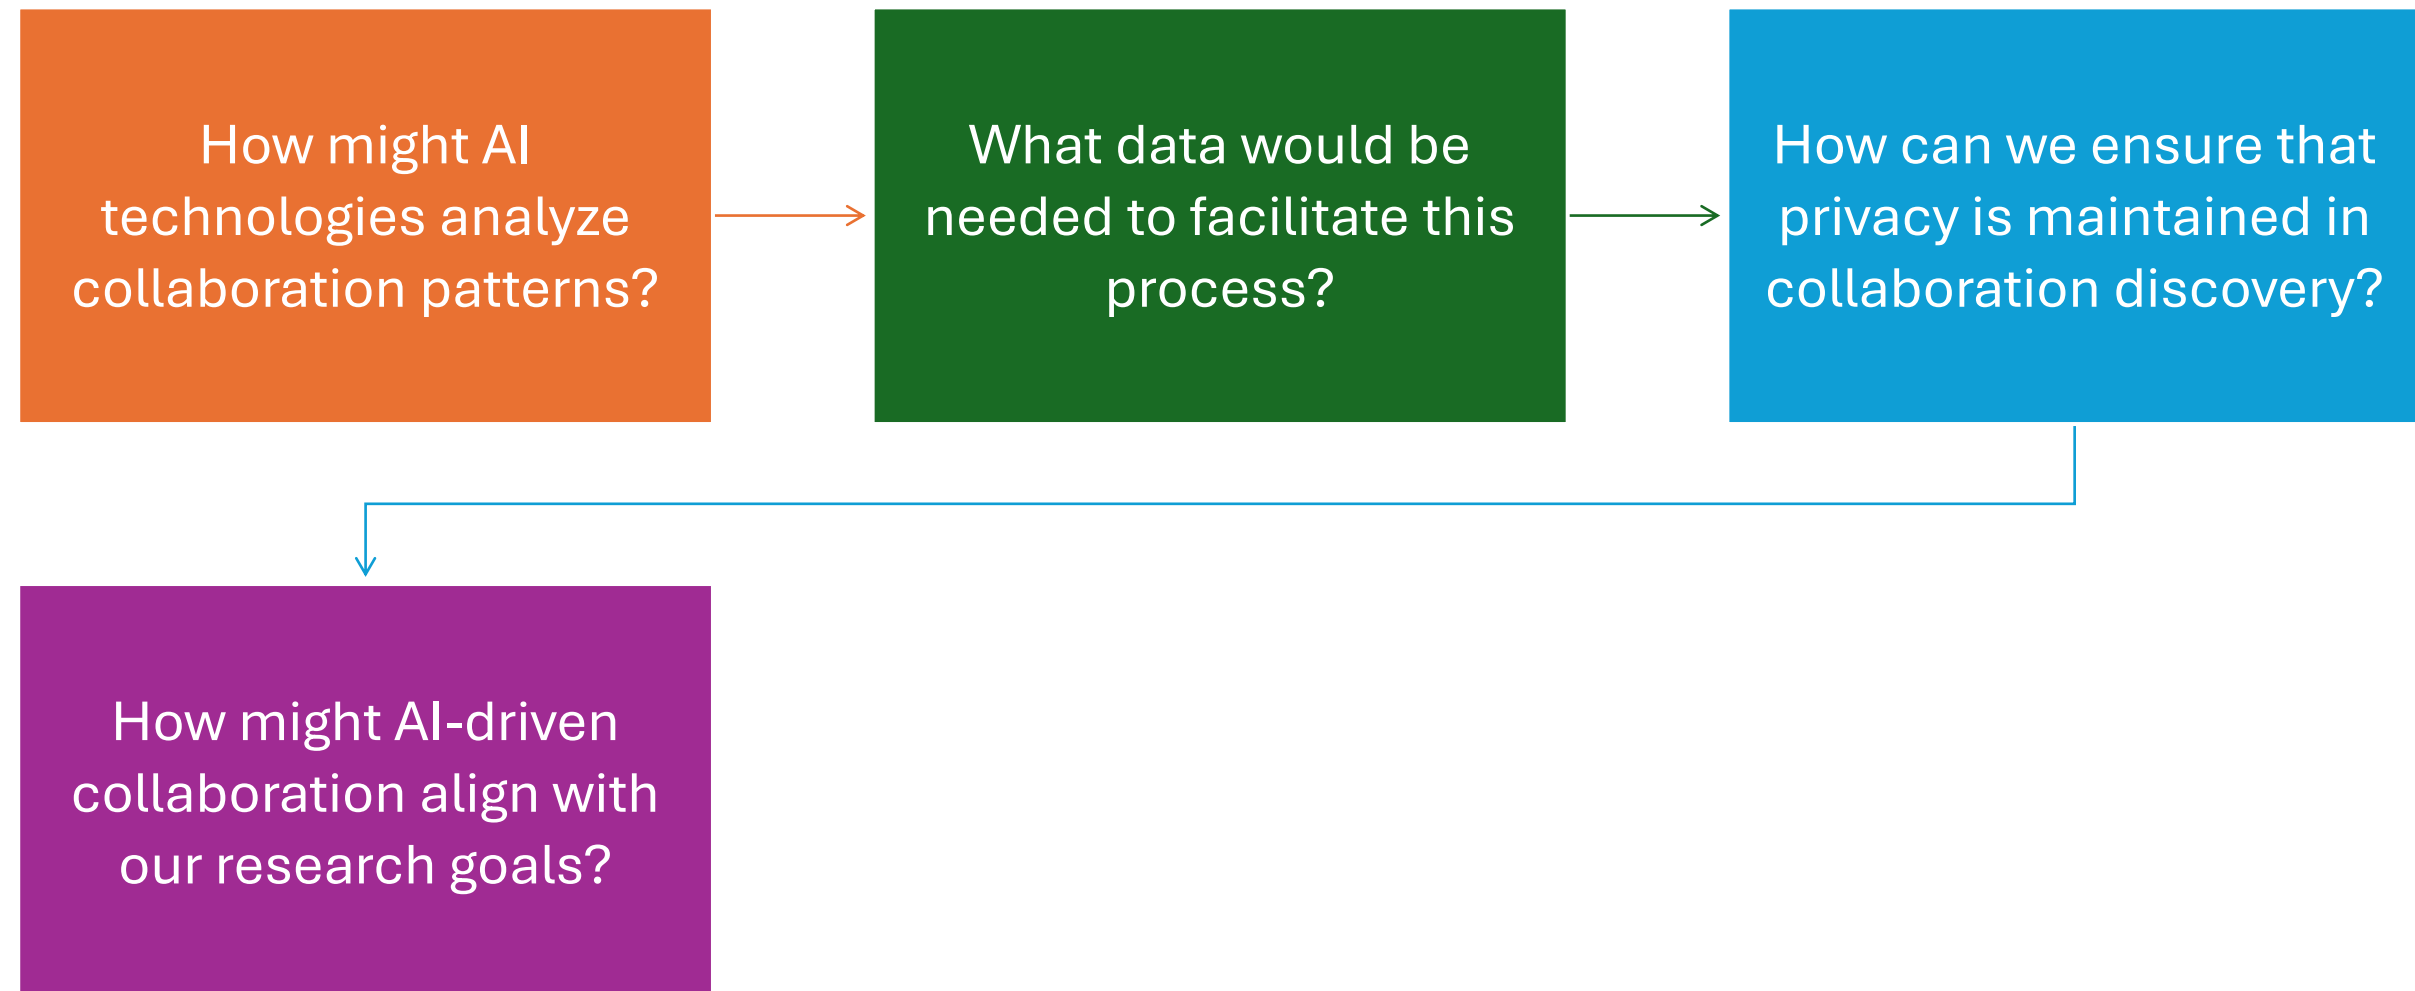 How might AI
technologies analyze
collaboration patterns?
What data would be
needed to facilitate this
process?
How can we ensure that
privacy is maintained in
collaboration discovery?
How might AI-driven
collaboration align with
our research goals?